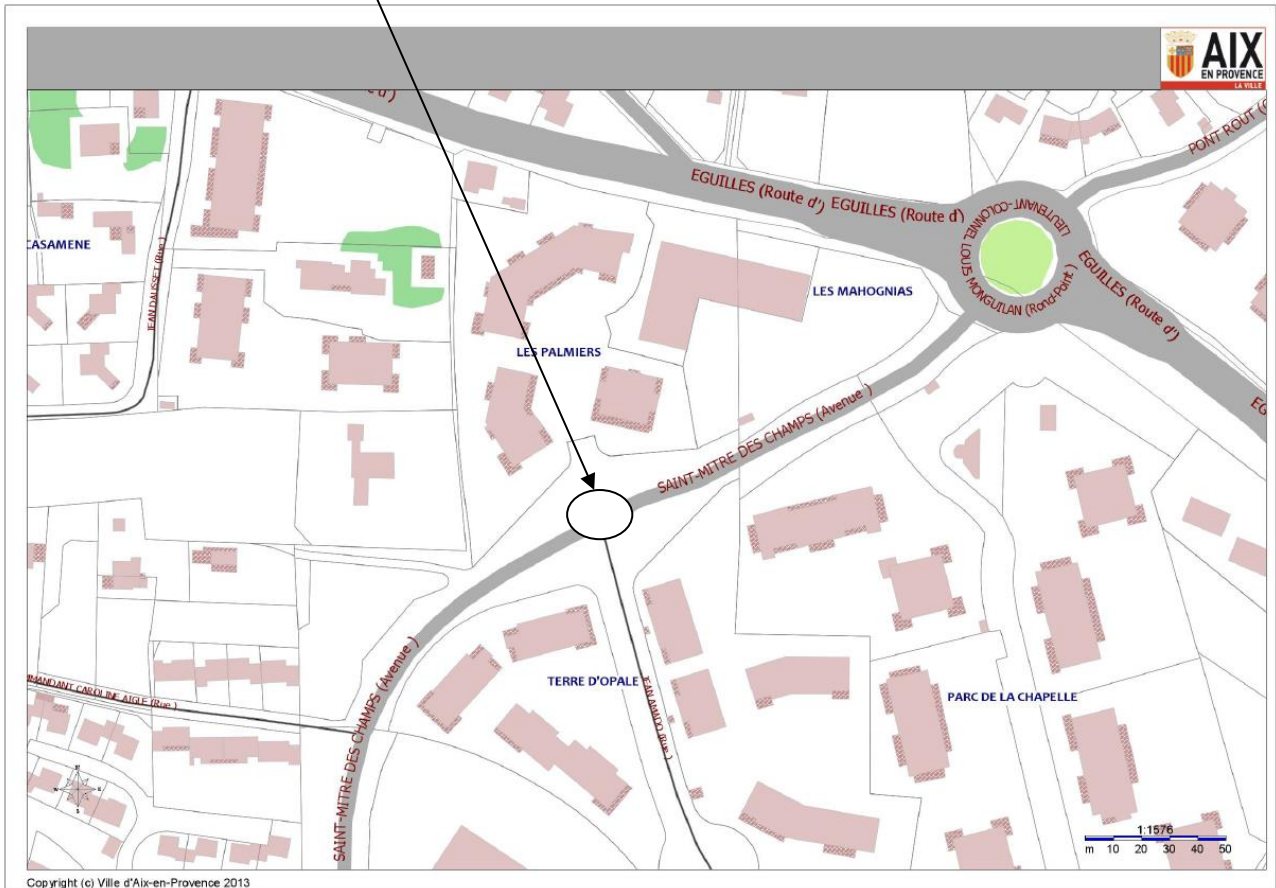 AIX
EN PROVENCE
LA VILLE
e d')
PONT ROUT (C
EGUILLES (Route d') EGUILLES (Route d')
LIEUTENANT-COLONNEL LOUIS MONGUILAN (Rond-Point )
EGUILLES (Route d')
EG
CASAMENE
JEAN DAUSSET (Rue )
LES MAHOGNIAS
LES PALMIERS
SAINT-MITRE DES CHAMPS (Avenue )
TERRE D'OPALE
JEAN AMADO (Rue )
PARC DE LA CHAPELLE
MMANDANT CAROLINE AIGLE (Rue )
SAINT-MITRE DES CHAMPS (Avenue )
1:1576
m 10 20 30 40 50
Copyright (c) Ville d'Aix-en-Provence 2013